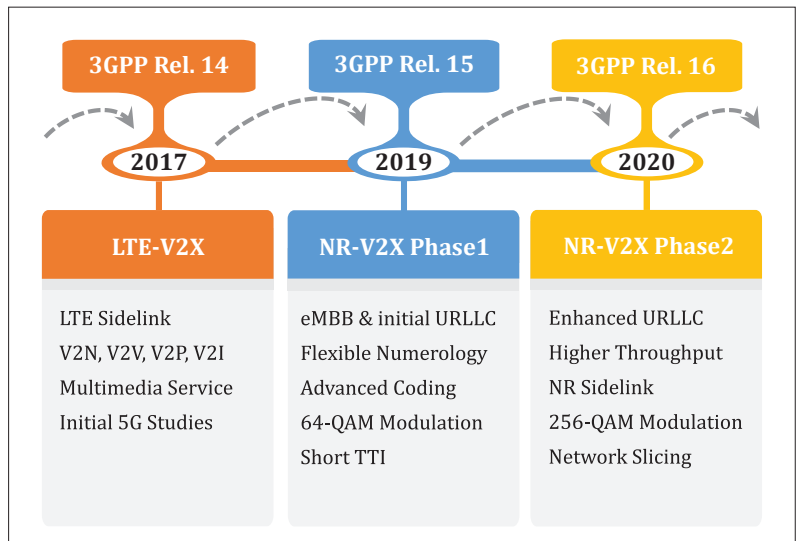 3GPP Rel. 14
3GPP Rel. 15
3GPP Rel. 16
2017
2019
2020
LTE-V2X
NR-V2X Phase1
NR-V2X Phase2
LTE Sidelink
V2N, V2V, V2P, V2I
Multimedia Service
Initial 5G Studies
eMBB & initial URLLC
Flexible Numerology
Advanced Coding
64-QAM Modulation
Short TTI
Enhanced URLLC
Higher Throughput
NR Sidelink
256-QAM Modulation
Network Slicing